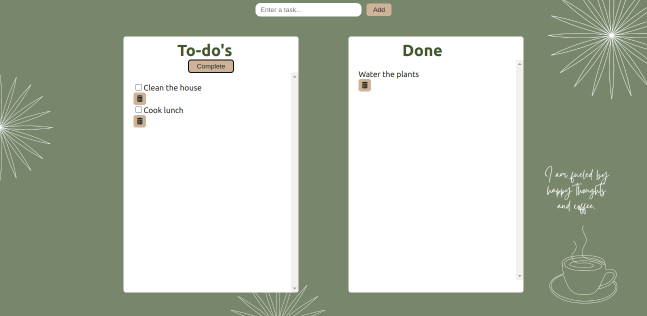 Enter a task...
Add
To-do's
Complete
Clean the house
Cook lunch
Done
Water the plants
I am fueled by
happy thoughts
and coffee.